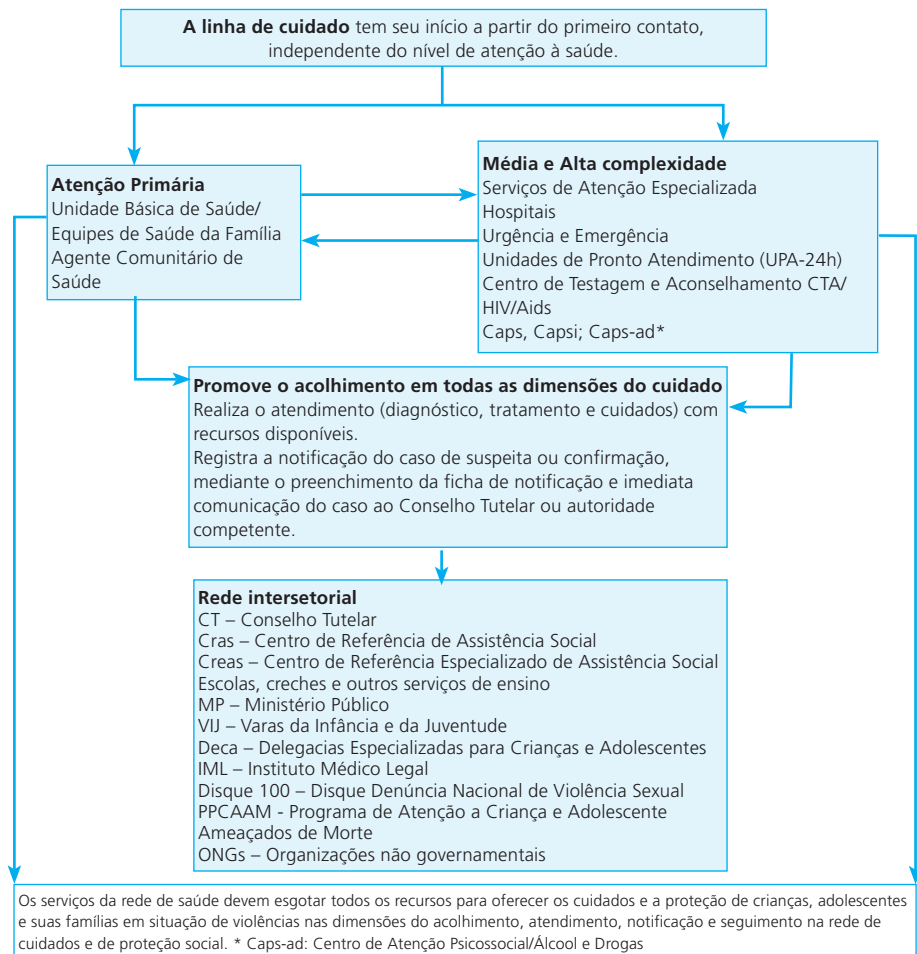 A linha de cuidado tem seu início a partir do primeiro contato,
independente do nível de atenção à saúde.
Atenção Primária
Unidade Básica de Saúde/
Equipes de Saúde da Família
Agente Comunitário de
Saúde
Média e Alta complexidade
Serviços de Atenção Especializada
Hospitais
Urgência e Emergência
Unidades de Pronto Atendimento (UPA-24h)
Centro de Testagem e Aconselhamento CTA/
HIV/Aids
Caps, Capsi; Caps-ad*
Promove o acolhimento em todas as dimensões do cuidado
Realiza o atendimento (diagnóstico, tratamento e cuidados) com
recursos disponíveis.
Registra a notificação do caso de suspeita ou confirmação,
mediante o preenchimento da ficha de notificação e imediata
comunicação do caso ao Conselho Tutelar ou autoridade
competente.
Rede intersetorial
CT – Conselho Tutelar
Cras – Centro de Referência de Assistência Social
Creas – Centro de Referência Especializado de Assistência Social
Escolas, creches e outros serviços de ensino
MP – Ministério Público
VIJ – Varas da Infância e da Juventude
Deca – Delegacias Especializadas para Crianças e Adolescentes
IML – Instituto Médico Legal
Disque 100 – Disque Denúncia Nacional de Violência Sexual
PPCAAM - Programa de Atenção a Criança e Adolescente
Ameaçados de Morte
ONGs – Organizações não governamentais
Os serviços da rede de saúde devem esgotar todos os recursos para oferecer os cuidados e a proteção de crianças, adolescentes
e suas famílias em situação de violências nas dimensões do acolhimento, atendimento, notificação e seguimento na rede de
cuidados e de proteção social. * Caps-ad: Centro de Atenção Psicossocial/Álcool e Drogas